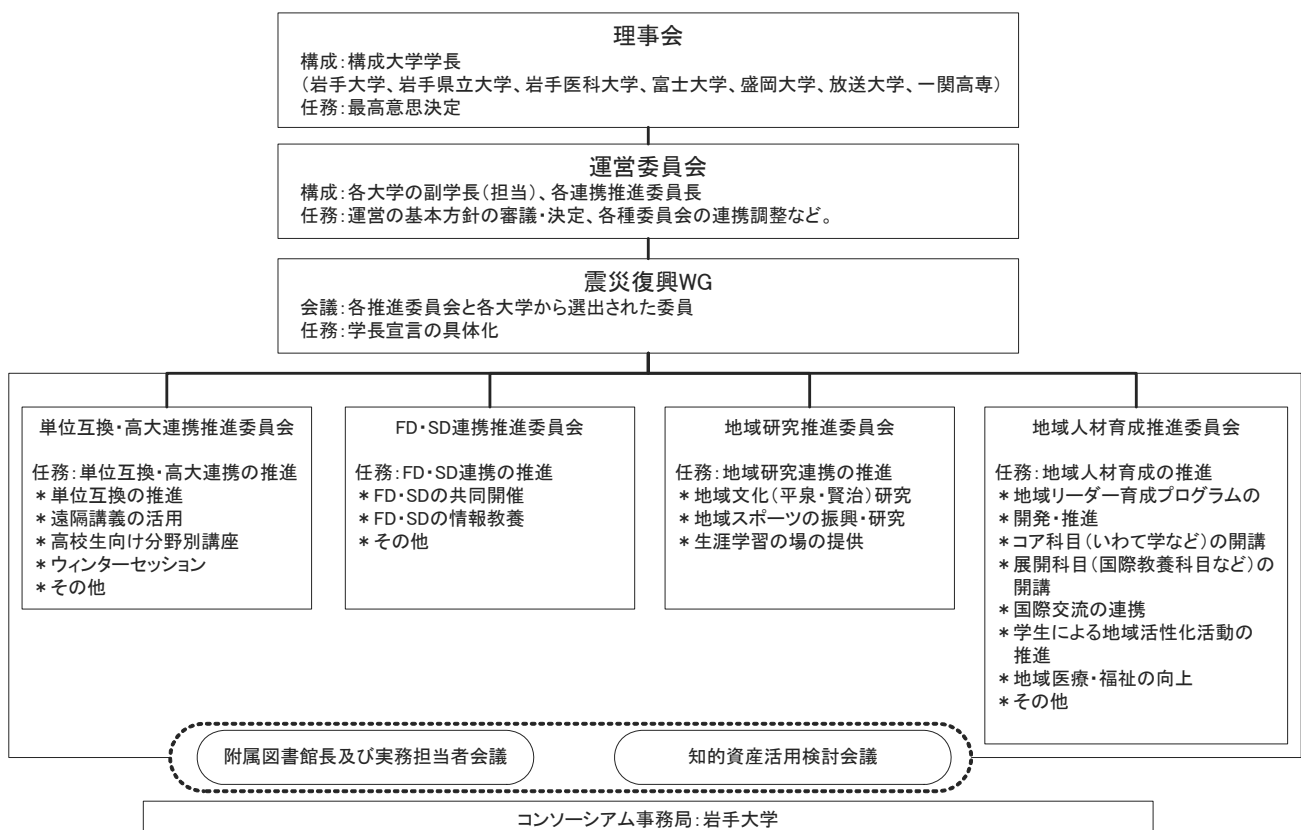 理事会
構成:構成大学学長
(岩手大学、岩手県立大学、岩手医科大学、富士大学、盛岡大学、放送大学、一関高専)
任務:最高意思決定
運営委員会
構成:各大学の副学長(担当)、各連携推進委員長
任務:運営の基本方針の審議・決定、各種委員会の連携調整など。
震災復興WG
会議:各推進委員会と各大学から選出された委員
任務:学長宣言の具体化
単位互換・高大連携推進委員会
任務:単位互換・高大連携の推進
*単位互換の推進
*遠隔講義の活用
*高校生向け分野別講座
*ウィンターセッション
*その他
FD・SD連携推進委員会
任務:FD・SD連携の推進
*FD・SDの共同開催
*FD・SDの情報教養
*その他
地域研究推進委員会
任務:地域研究連携の推進
*地域文化(平泉・賢治)研究
*地域スポーツの振興・研究
*生涯学習の場の提供
地域人材育成推進委員会
任務:地域人材育成の推進
*地域リーダー育成プログラムの
*開発・推進
*コア科目(いわて学など)の開講
*展開科目(国際教養科目など)の
開講
*国際交流の連携
*学生による地域活性化活動の
推進
*地域医療・福祉の向上
*その他
附属図書館長及び実務担当者会議
知的資産活用検討会議
コンソーシアム事務局:岩手大学